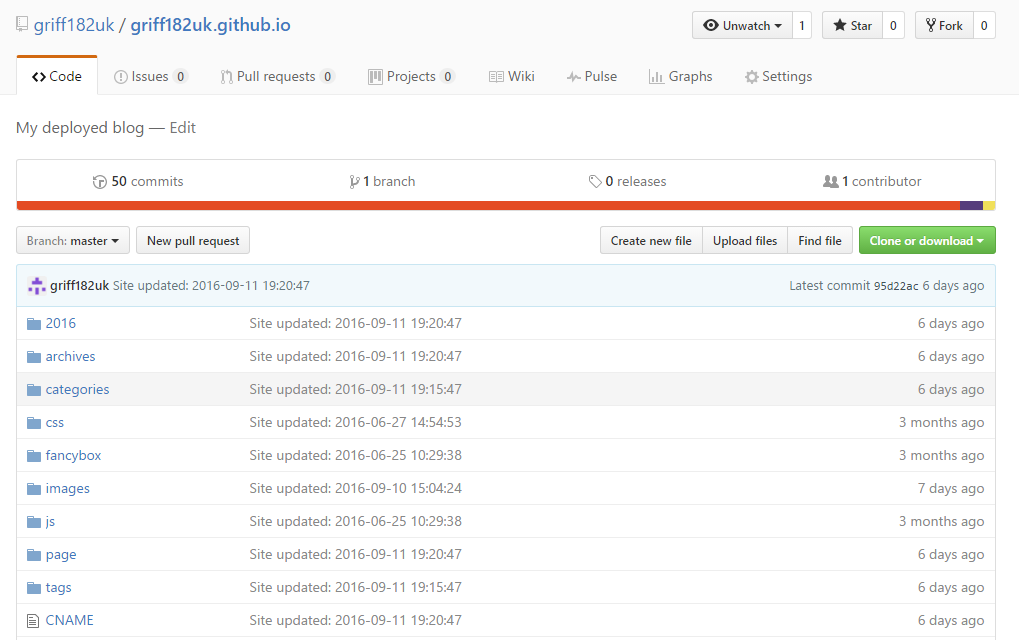 griff182uk / griff182uk.github.io Unwatch 1 Star 0 Fork 0
Code Issues 0 Pull requests 0 Projects 0 Wiki Pulse Graphs Settings
My deployed blog — Edit
50 commits 1 branch 0 releases 1 contributor
Branch: master New pull request Create new file Upload files Find file Clone or download
griff182uk Site updated: 2016-09-11 19:20:47 Latest commit 95d22ac 6 days ago
2016 Site updated: 2016-09-11 19:20:47 6 days ago
archives Site updated: 2016-09-11 19:20:47 6 days ago
categories Site updated: 2016-09-11 19:15:47 6 days ago
css Site updated: 2016-06-27 14:54:53 3 months ago
fancybox Site updated: 2016-06-25 10:29:38 3 months ago
images Site updated: 2016-09-10 15:04:24 7 days ago
js Site updated: 2016-06-25 10:29:38 3 months ago
page Site updated: 2016-09-11 19:20:47 6 days ago
tags Site updated: 2016-09-11 19:15:47 6 days ago
CNAME Site updated: 2016-09-11 19:20:47 6 days ago